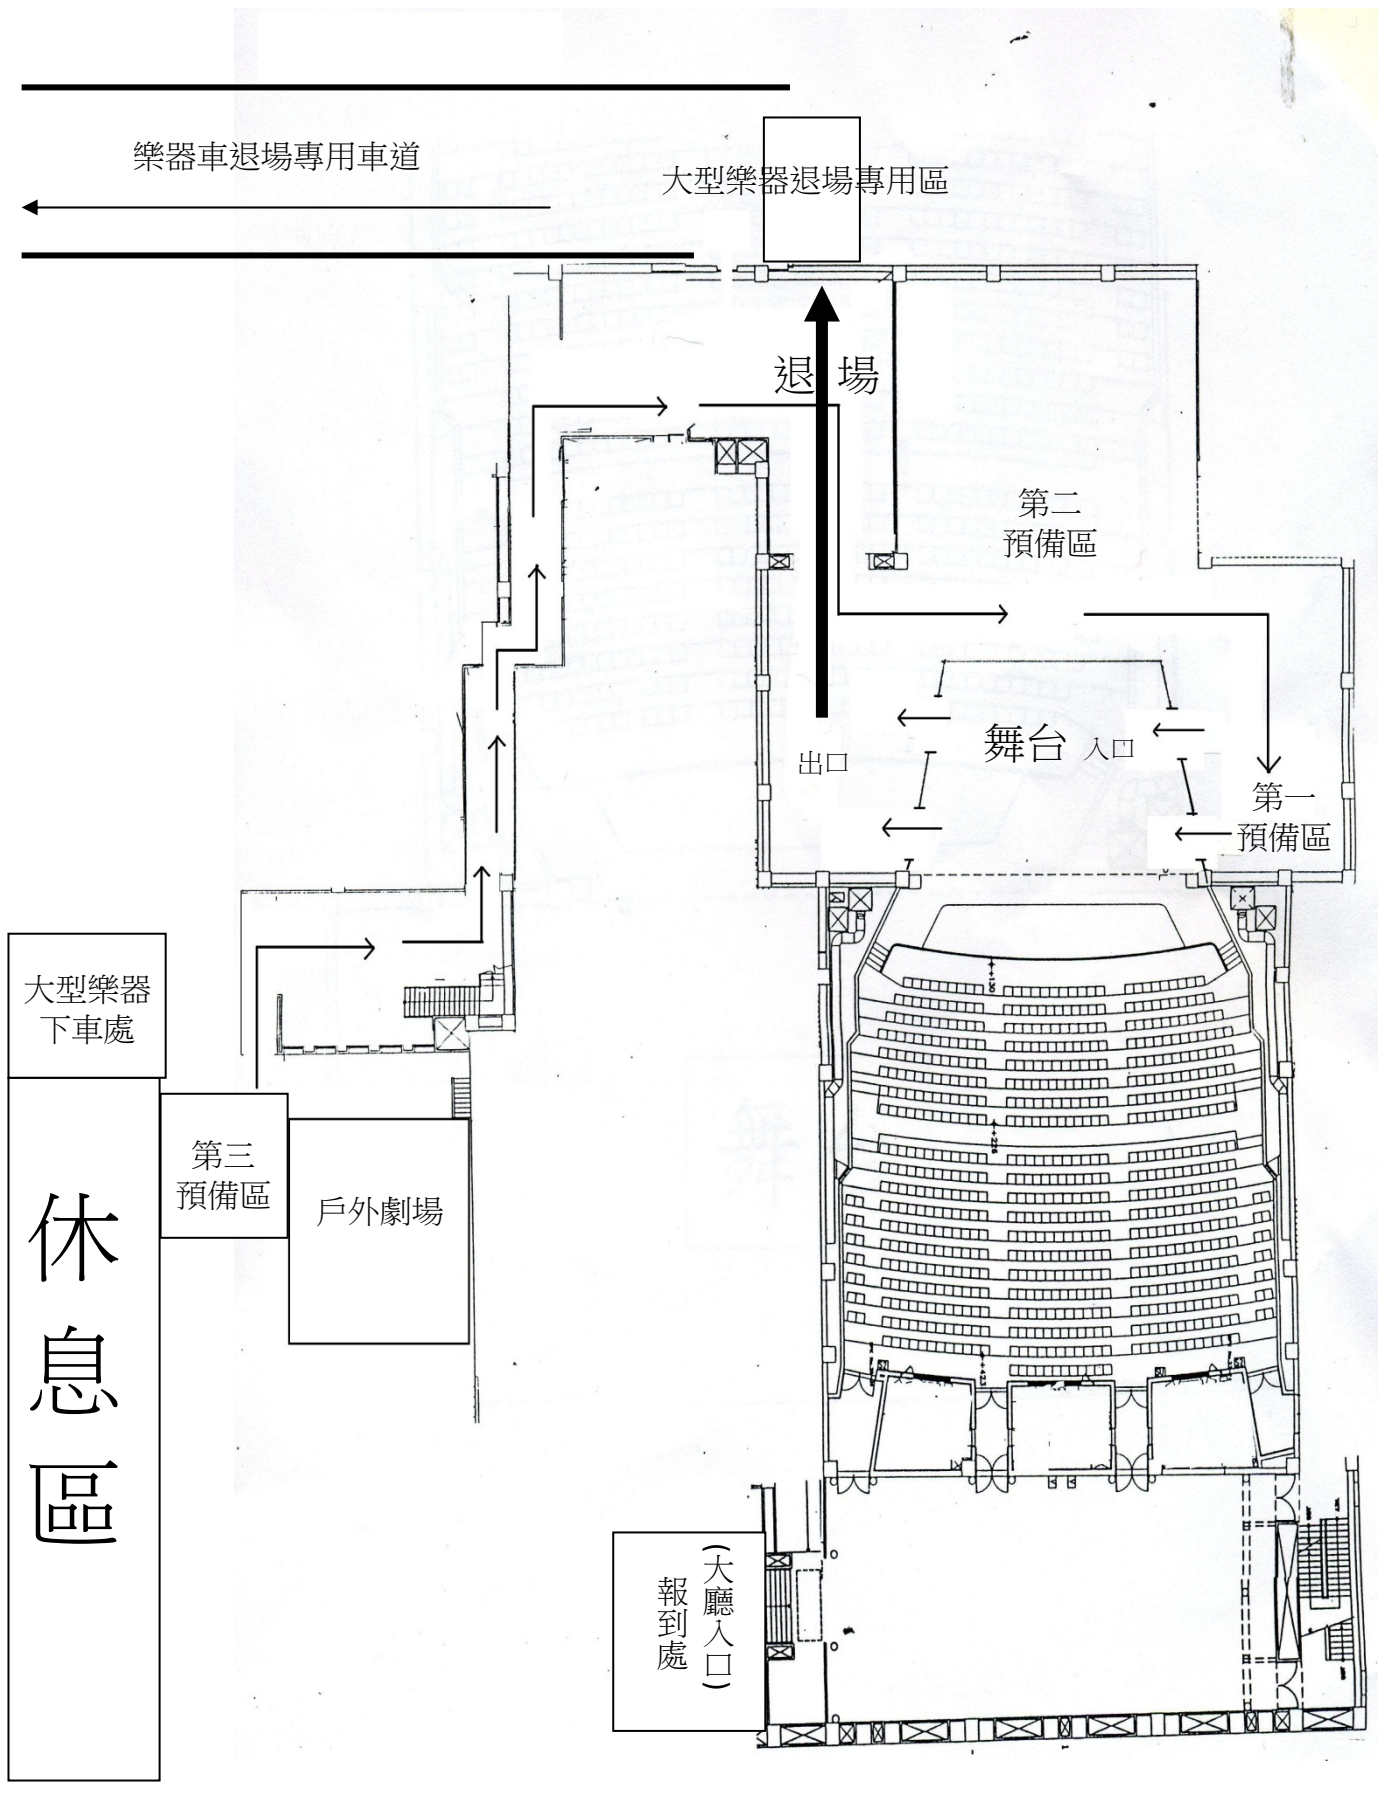 樂器車退場專用車道
大型樂器退場專用區
退 場
第二
預備區
舞台
入口
出口
第一
預備區
大型樂器
下車處
第三
預備區
戶外劇場
休
息
區
(大廳入口)
報到處